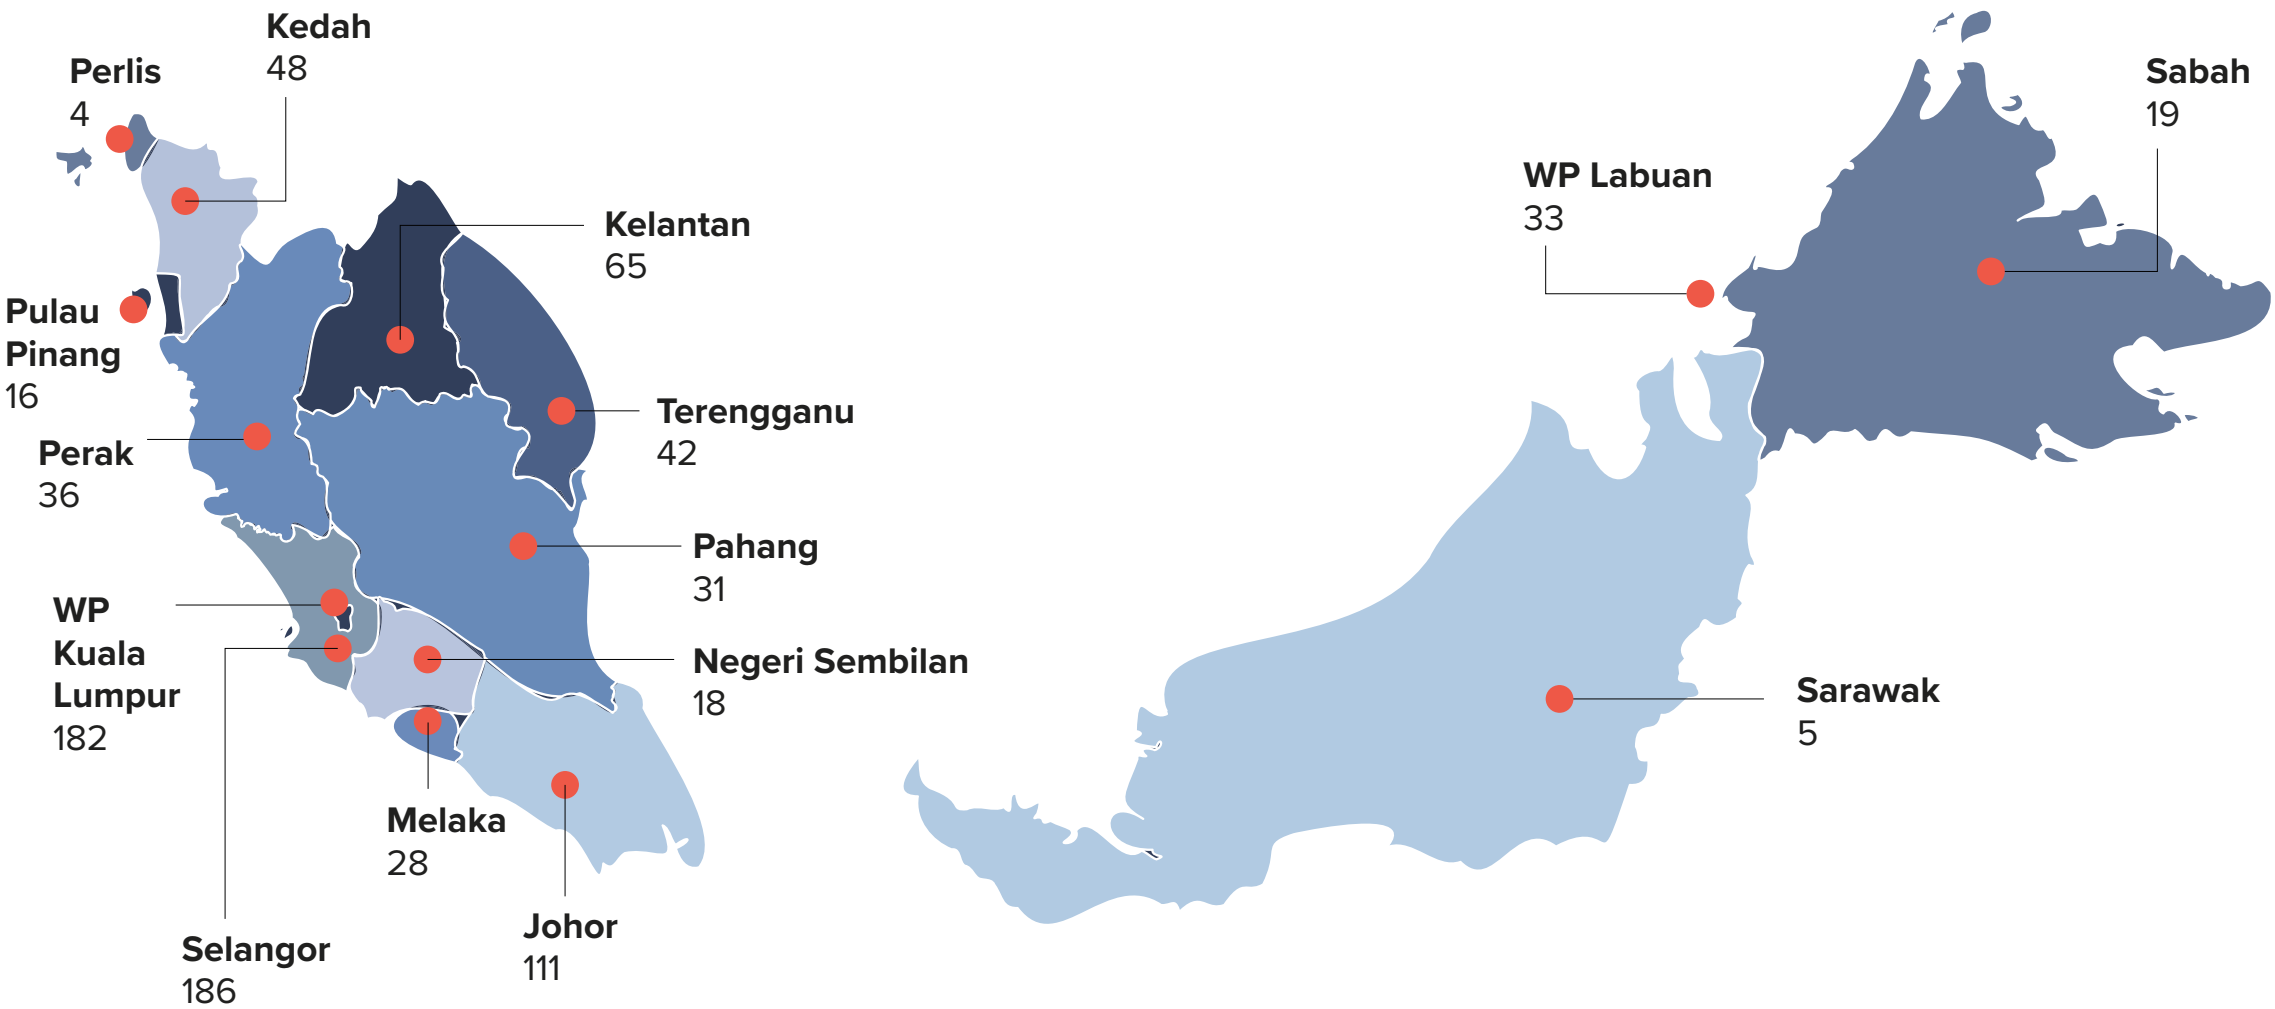 Kedah
48
Perlis
4
Kelantan
65
Pulau
Pinang
16
Terengganu
42
Perak
36
Pahang
31
WP
Kuala
Lumpur
182
Negeri Sembilan
18
Melaka
28
Johor
111
Selangor
186
Sabah
19
WP Labuan
33
Sarawak
5